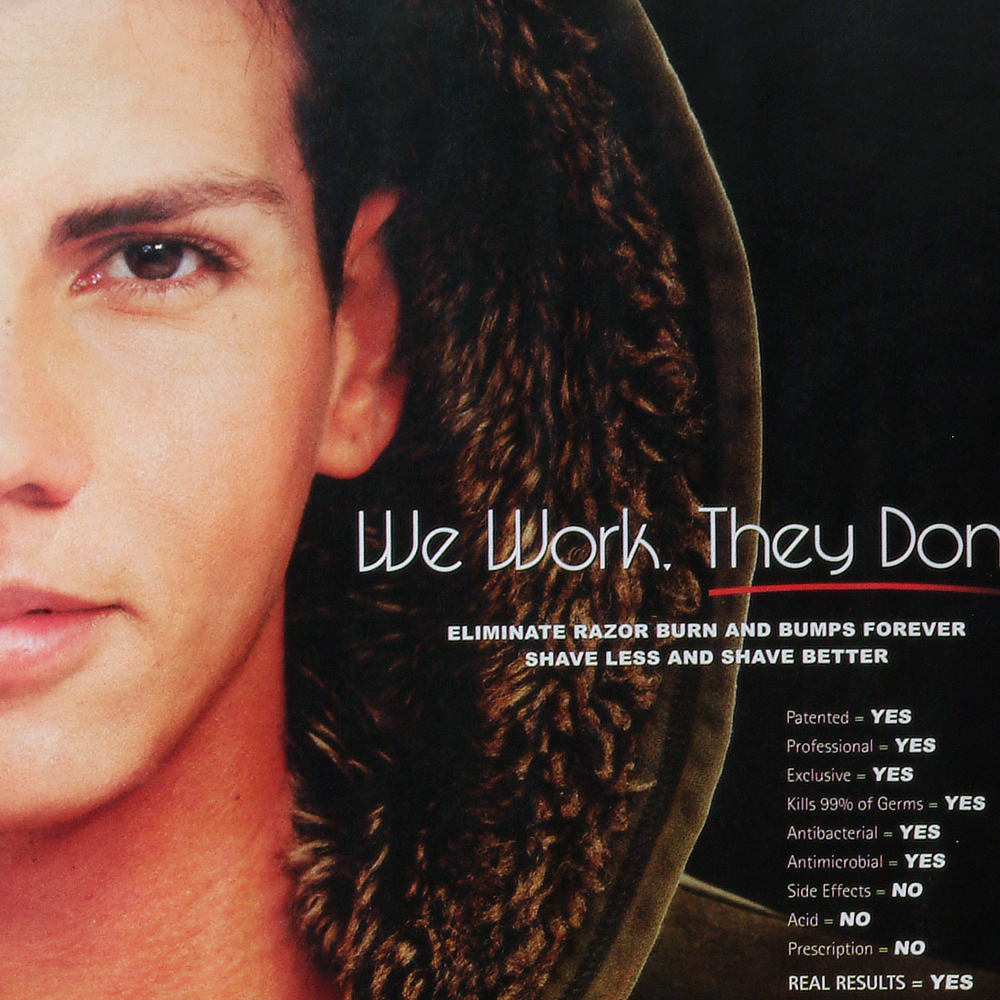 We Work. They Don
ELIMINATE RAZOR BURN AND BUMPS FOREVER
SHAVE LESS AND SHAVE BETTER
Patented = YES
Professional = YES
Exclusive = YES
Kills 99% of Germs = YES
Antibacterial = YES
Antimicrobial = YES
Side Effects = NO
Acid = NO
Prescription = NO
REAL RESULTS = YES